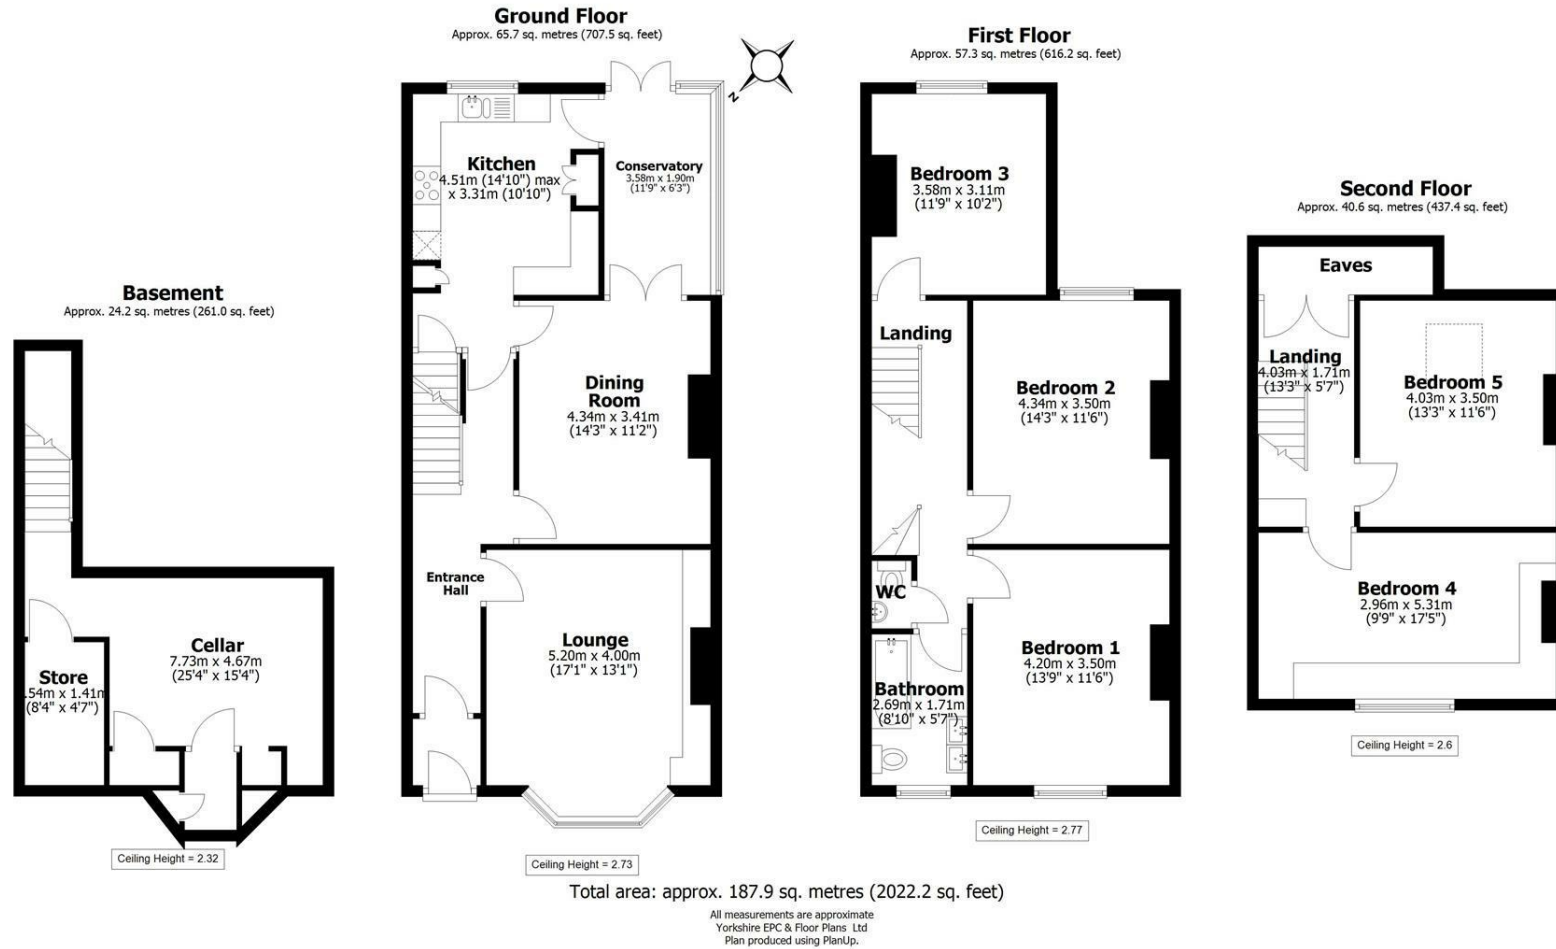 Basement
Approx. 24.2 sq. metres (261.0 sq. feet)
Cellar
7.73m x 4.67m
(25'4" x 15'4")
Store
.54m x 1.41m
(8'4" x 4'7")
Ceiling Height = 2.32
Ground Floor
Approx. 65.7 sq. metres (707.5 sq. feet)
N
Kitchen
4.51m (14'10") max
x 3.31m (10'10")
Conservatory
3.58m x 1.90m
(11'9" x 6'3")
Dining
Room
4.34m x 3.41m
(14'3" x 11'2")
Entrance
Hall
Lounge
5.20m x 4.00m
(17'1" x 13'1")
Ceiling Height = 2.73
First Floor
Approx. 57.3 sq. metres (616.2 sq. feet)
Bedroom 3
3.58m x 3.11m
(11'9" x 10'2")
Landing
Bedroom 2
4.34m x 3.50m
(14'3" x 11'6")
WC
Bedroom 1
4.20m x 3.50m
(13'9" x 11'6")
Bathroom
2.69m x 1.71m
(8'10" x 5'7")
Ceiling Height = 2.77
Second Floor
Approx. 40.6 sq. metres (437.4 sq. feet)
Eaves
Landing
4.03m x 1.71m
(13'3" x 5'7")
Bedroom 5
4.03m x 3.50m
(13'3" x 11'6")
Bedroom 4
2.96m x 5.31m
(9'9" x 17'5")
Ceiling Height = 2.6
Total area: approx. 187.9 sq. metres (2022.2 sq. feet)
All measurements are approximate
Yorkshire EPC & Floor Plans Ltd
Plan produced using PlanUp.